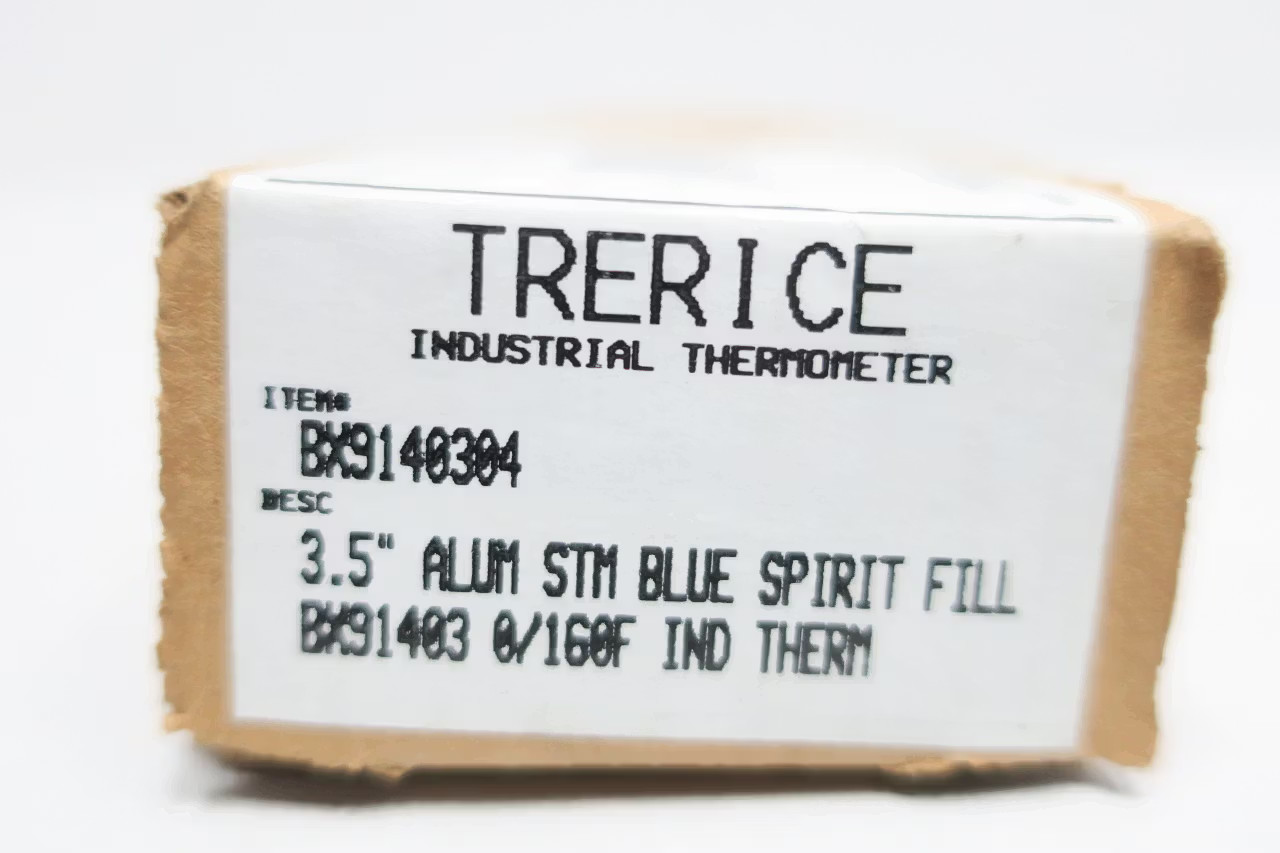 TRERICE
INDUSTRIAL THERMOMETER
ITEM#
BX9140304
DESC
3.5" ALUM STM BLUE SPIRIT FILL
BX91403 0/160F IND THERM